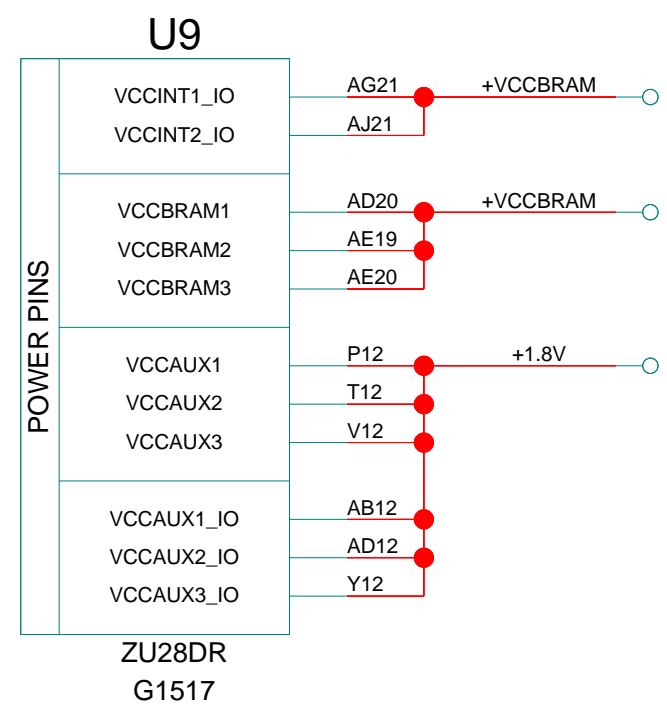 U9
POWER PINS
VCCINT1_IO AG21 +VCCBRAM
VCCINT2_IO AJ21
VCCBRAM1 AD20 +VCCBRAM
VCCBRAM2 AE19
VCCBRAM3 AE20
VCCAUX1 P12 +1.8V
VCCAUX2 T12
VCCAUX3 V12
VCCAUX1_IO AB12
VCCAUX2_IO AD12
VCCAUX3_IO Y12
ZU28DR
G1517